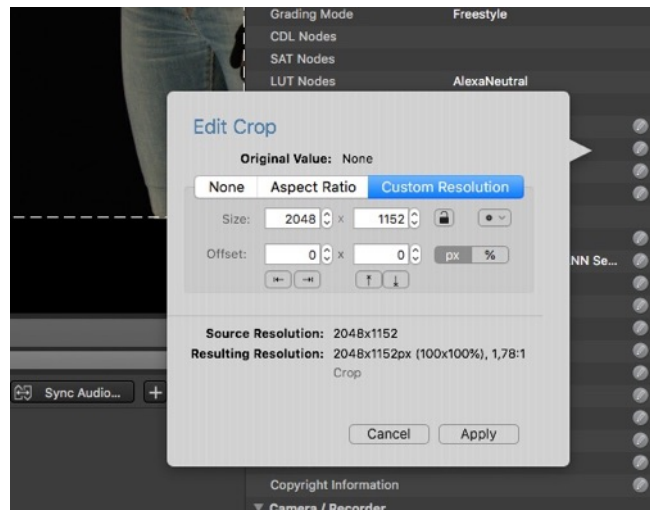 Grading Mode Freestyle
CDL Nodes
SAT Nodes
LUT Nodes AlexaNeutral
Edit Crop
Original Value: None
None Aspect Ratio Custom Resolution
Size: 2048 x 1152
Offset: 0 x 0 px %
NN Se...
Source Resolution: 2048x1152
Resulting Resolution: 2048x1152px (100x100%), 1,78:1
Crop
Sync Audio... +
Cancel Apply
Copyright Information
Camera / Recorder